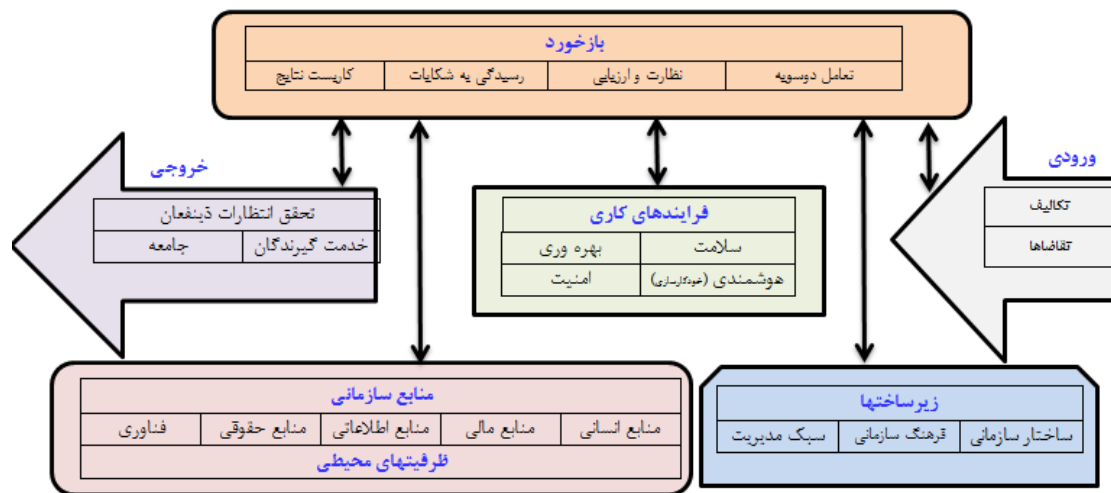 بازخورد
تعامل دوسویه نظارت و ارزیابی رسیدگی به شکایات کاربست نتایج
ورودی
تکالیف
تقاضاها
فرایندهای کاری
سلامت بهره وری
هوشمندی (خودکارسازی) امنیت
خروجی
تحقق انتظارات ذینفعان
خدمت گیرندگان جامعه
زیرساختها
ساختار سازمانی فرهنگ سازمانی سبک مدیریت
منابع سازمانی
منابع انسانی منابع مالی منابع اطلاعاتی منابع حقوقی فناوری
ظرفیتهای محیطی